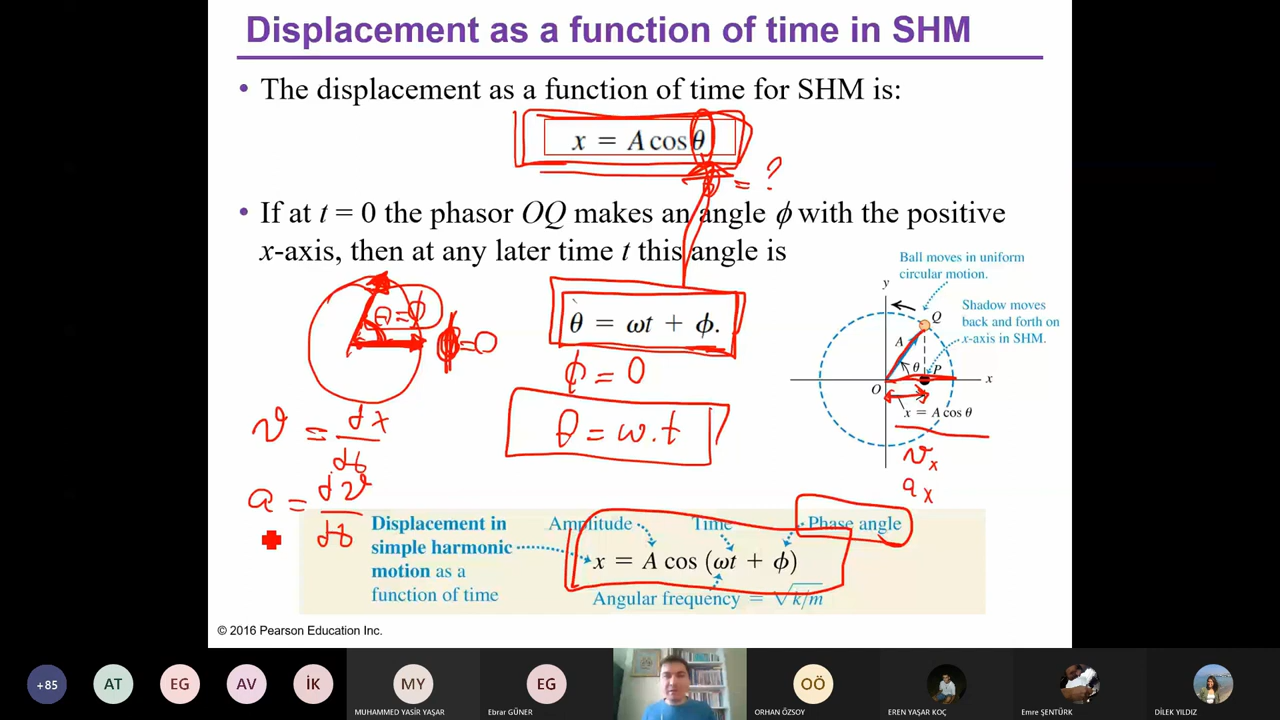 Displacement as a function of time in SHM
• The displacement as a function of time for SHM is:
x = A cos θ
θ = ?
• If at t = 0 the phasor OQ makes an angle ϕ with the positive
x-axis, then at any later time t this angle is
θ = ϕ
ϕ = 0
θ = ωt + ϕ.
ϕ = 0
θ = ω.t
v = dx/dt
a = dv/dt
Ball moves in uniform
circular motion.
Shadow moves
back and forth on
x-axis in SHM.
y
Q
A
θ
P
O
x
x = A cos θ
vx
ax
Displacement in
simple harmonic
motion as a
function of time
Amplitude
Time
Phase angle
x = A cos (ωt + ϕ)
Angular frequency = √k/m
© 2016 Pearson Education Inc.
+85
AT
EG
AV
İK
MY
MUHAMMED YASİR YAŞAR
EG
Ebrar GÜNER
OÖ
ORHAN ÖZSOY
EREN YAŞAR KOÇ
Emre ŞENTÜRK
DİLEK YILDIZ